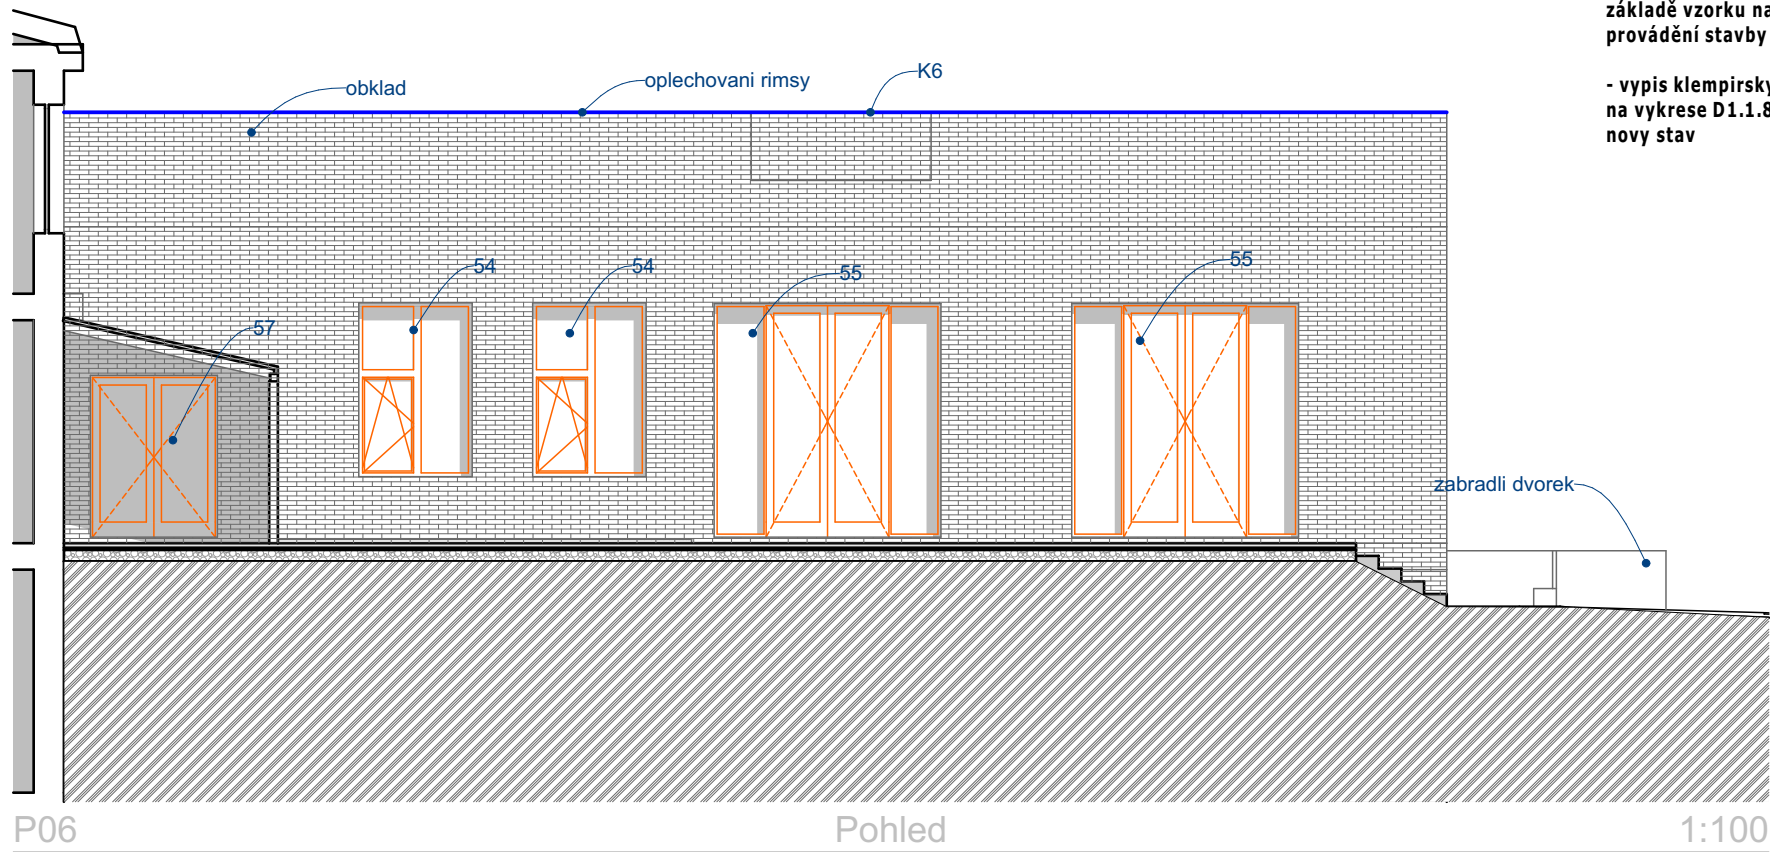 základě vzorku na
provádění stavby
- vypis klempirsky
na vykrese D1.1.8
novy stav
obklad
oplechovani rimsy
K6
54
54
55
55
57
zabradli dvorek
P06
Pohled
1:100